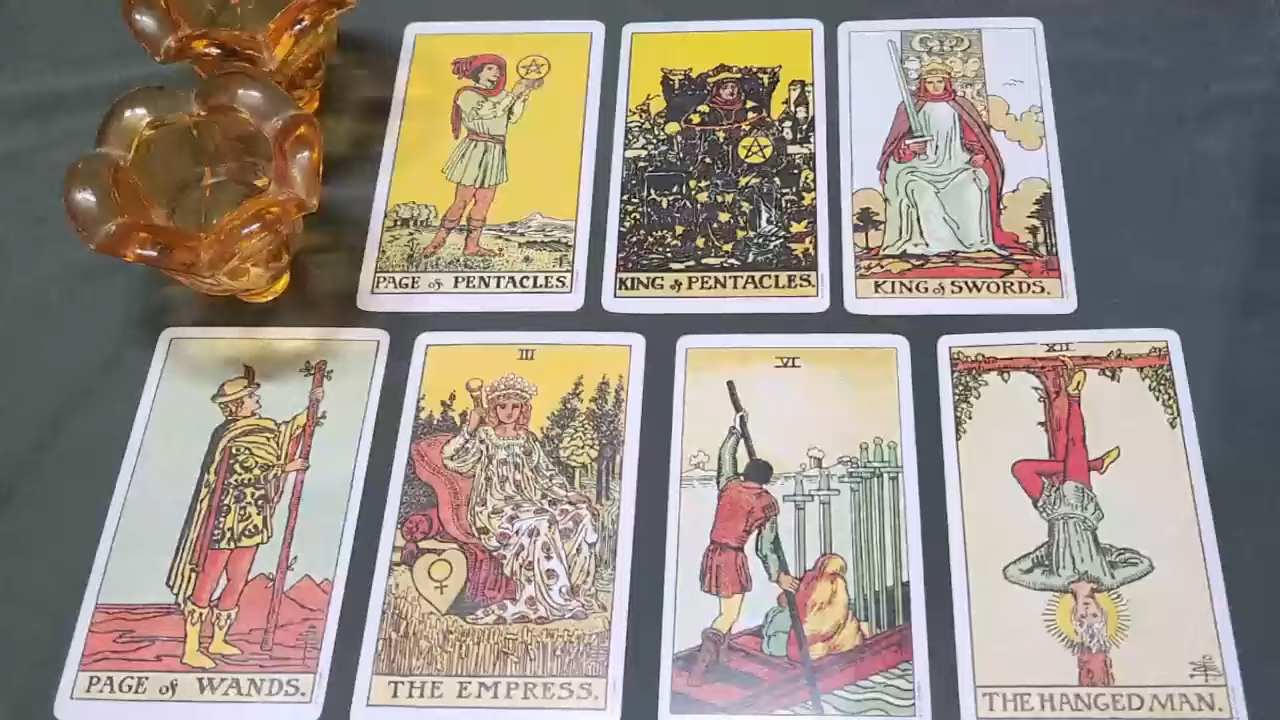 PAGE of PENTACLES.
KING of PENTACLES.
KING of SWORDS.
PAGE of WANDS.
III
THE EMPRESS.
VI
XII
THE HANGED MAN.